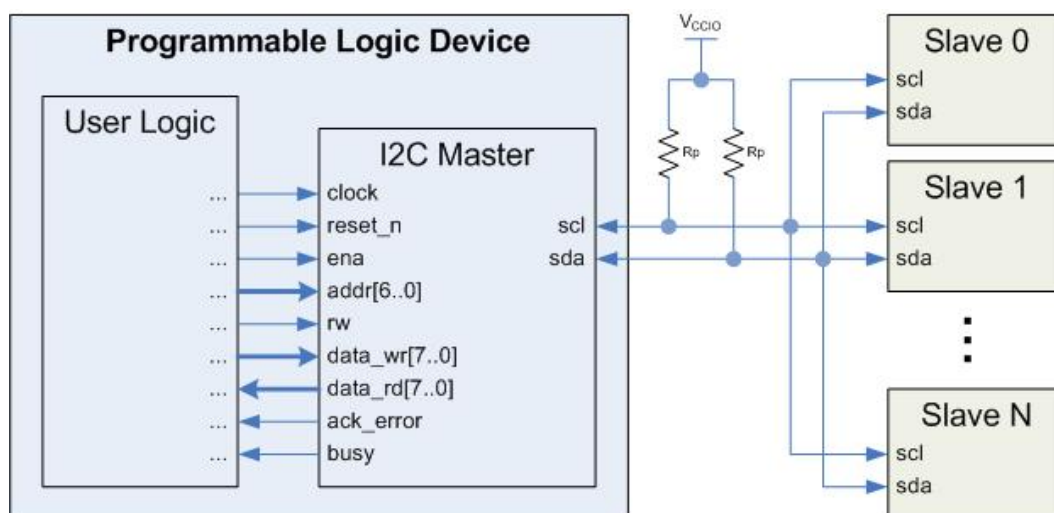 Programmable Logic Device
User Logic
...
...
...
...
...
...
...
...
...
I2C Master
clock
reset_n
ena
addr[6..0]
rw
data_wr[7..0]
data_rd[7..0]
ack_error
busy
scl
sda
VCCIO
Rp
Rp
Slave 0
scl
sda
Slave 1
scl
sda
Slave N
scl
sda